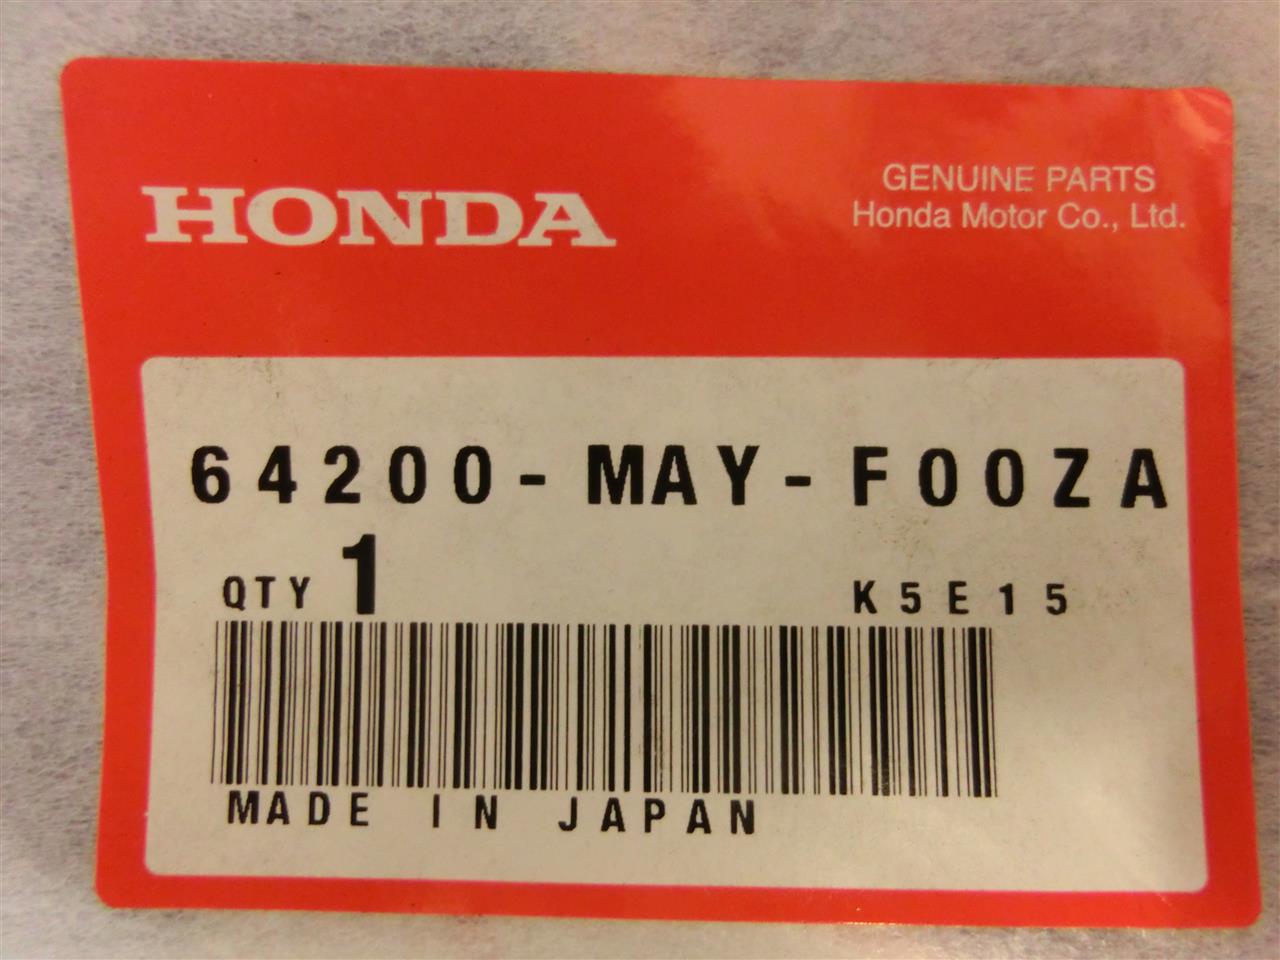 HONDA
GENUINE PARTS
Honda Motor Co., Ltd.
64200-MAY-F00ZA
QTY 1
K5E15
MADE IN JAPAN